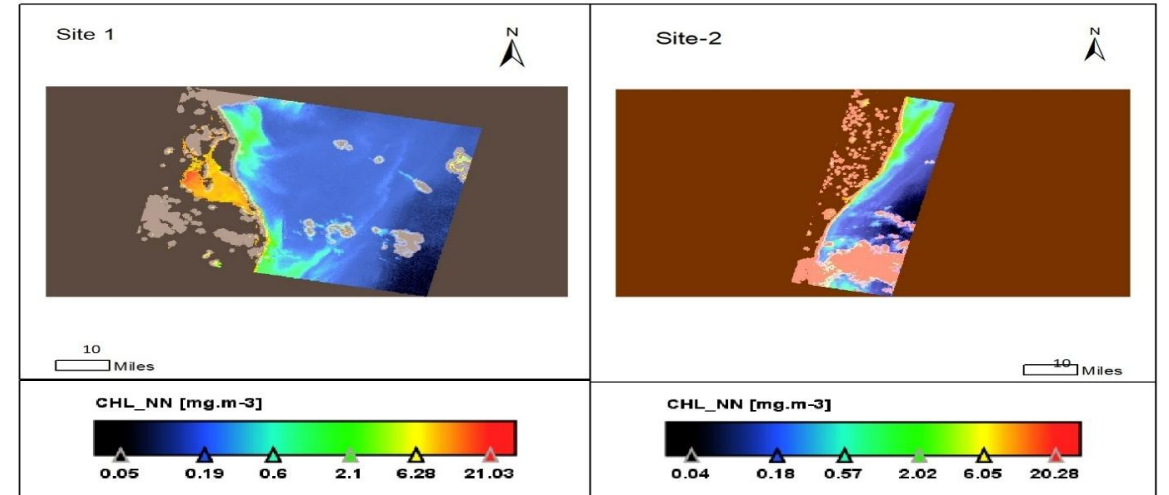 Site 1
N
10
Miles
CHL_NN [mg.m-3]
0.05 0.19 0.6 2.1 6.28 21.03
Site-2
N
10
Miles
CHL_NN [mg.m-3]
0.04 0.18 0.57 2.02 6.05 20.28